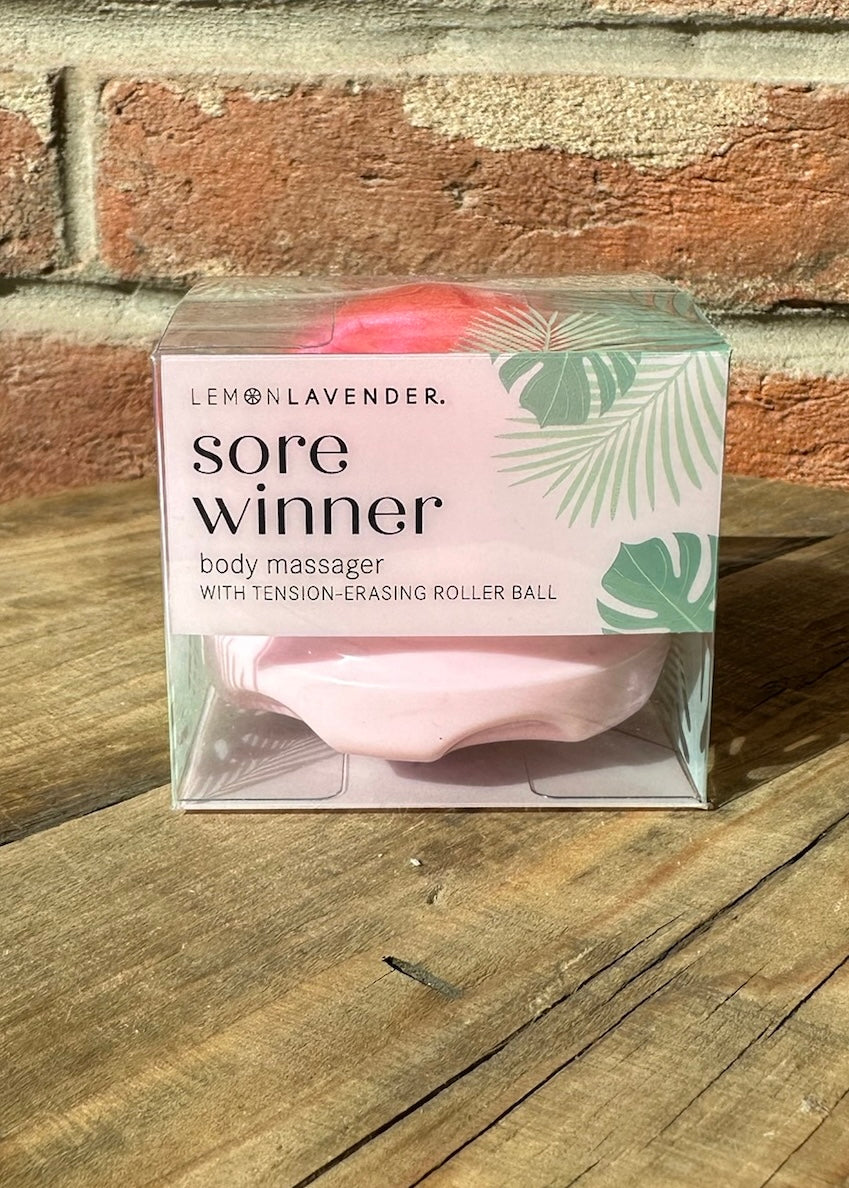 LEMONLAVENDER.
sore
winner
body massager
WITH TENSION-ERASING ROLLER BALL